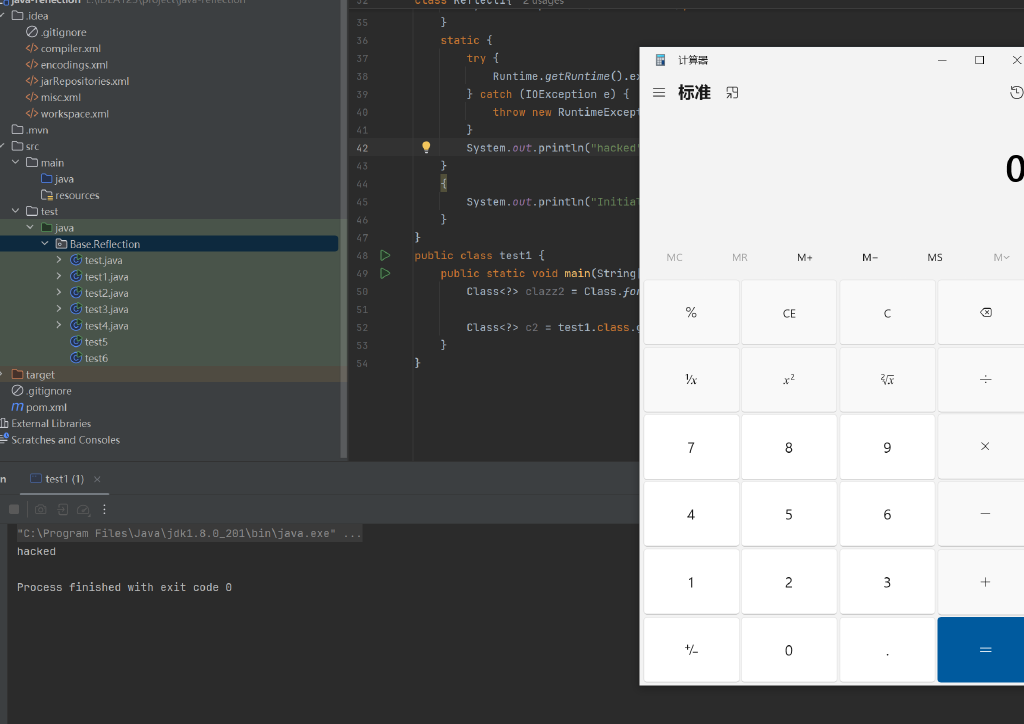 java-reflection E:\IDEA123\project\java-reflection
.idea
.gitignore
compiler.xml
encodings.xml
jarRepositories.xml
misc.xml
workspace.xml
.mvn
src
main
java
resources
test
java
Base.Reflection
test.java
test1.java
test2.java
test3.java
test4.java
test5
test6
target
.gitignore
pom.xml
External Libraries
Scratches and Consoles
32 class Reflect1{ 2 usages
35 }
36 static {
37 try {
38 Runtime.getRuntime().ex
39 } catch (IOException e) {
40 throw new RuntimeExcept
41 }
42 System.out.println("hacked"
43 }
44 {
45 System.out.println("Initial
46 }
47 }
48 public class test1 {
49 public static void main(String[
50 Class<?> clazz2 = Class.for
51
52 Class<?> c2 = test1.class.g
53 }
54 }
计算器
标准
0
MC MR M+ M− MS M
% CE C
⅟x x² ²√x ÷
7 8 9 ×
4 5 6 −
1 2 3 +
+/− 0 . =
n test1 (1)
"C:\Program Files\Java\jdk1.8.0_201\bin\java.exe" ...
hacked
Process finished with exit code 0